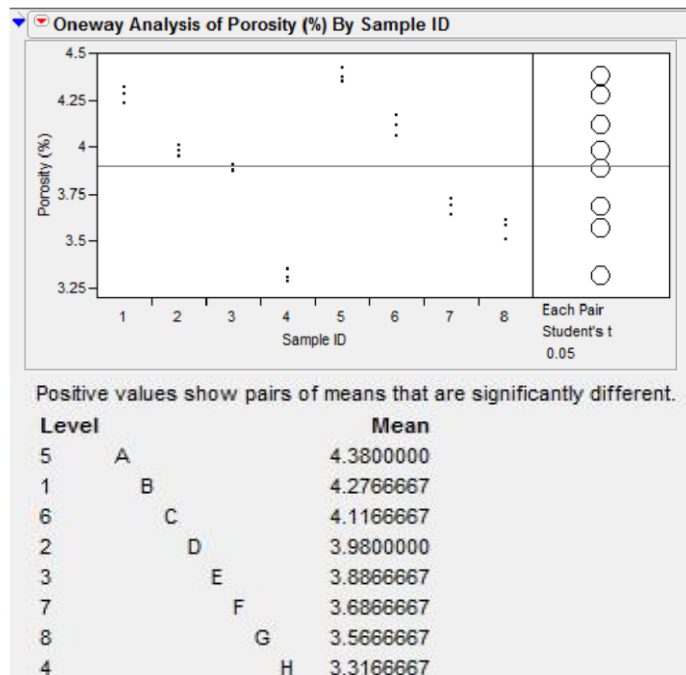 Oneway Analysis of Porosity (%) By Sample ID
4.5
4.25
4
3.75
3.5
3.25
Porosity (%)
1 2 3 4 5 6 7 8
Sample ID
Each Pair
Student's t
0.05
Positive values show pairs of means that are significantly different.
Level Mean
5 A 4.3800000
1 B 4.2766667
6 C 4.1166667
2 D 3.9800000
3 E 3.8866667
7 F 3.6866667
8 G 3.5666667
4 H 3.3166667